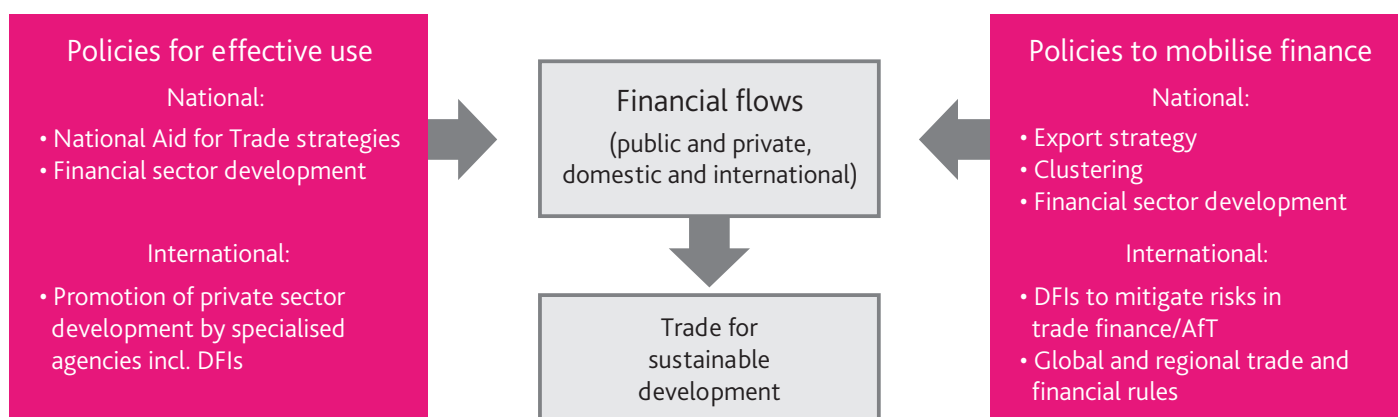 Policies for effective use
National:
• National Aid for Trade strategies
• Financial sector development
International:
• Promotion of private sector
development by specialised
agencies incl. DFIs
Financial flows
(public and private,
domestic and international)
Trade for
sustainable
development
Policies to mobilise finance
National:
• Export strategy
• Clustering
• Financial sector development
International:
• DFIs to mitigate risks in
trade finance/AfT
• Global and regional trade and
financial rules